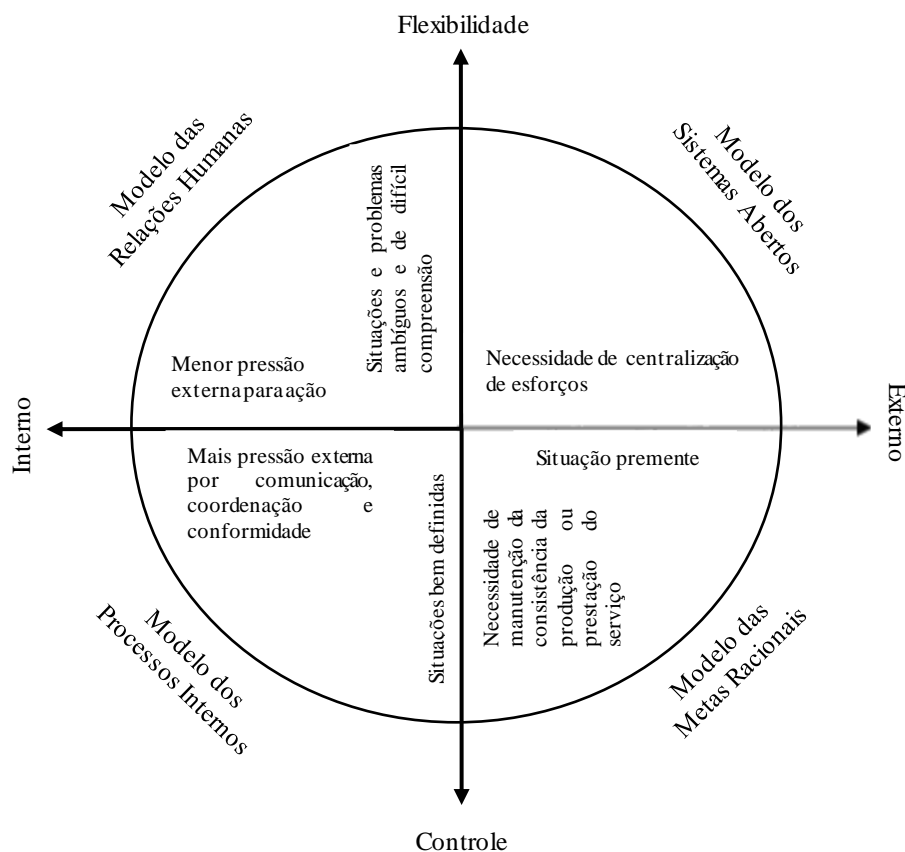 Flexibilidade
Modelo das
Relações Humanas
Modelo dos
Sistemas Abertos
Situações e problemas
ambíguos e de difícil
compreensão
Menor pressão
externa para ação
Necessidade de centralização
de esforços
Interno
Externo
Mais pressão externa
por comunicação,
coordenação e
conformidade
Situação premente
Situações bem definidas
Necessidade de
manutenção da
consistência da
produção ou
prestação do
serviço
Modelo dos
Processos Internos
Modelo das
Metas Racionais
Controle